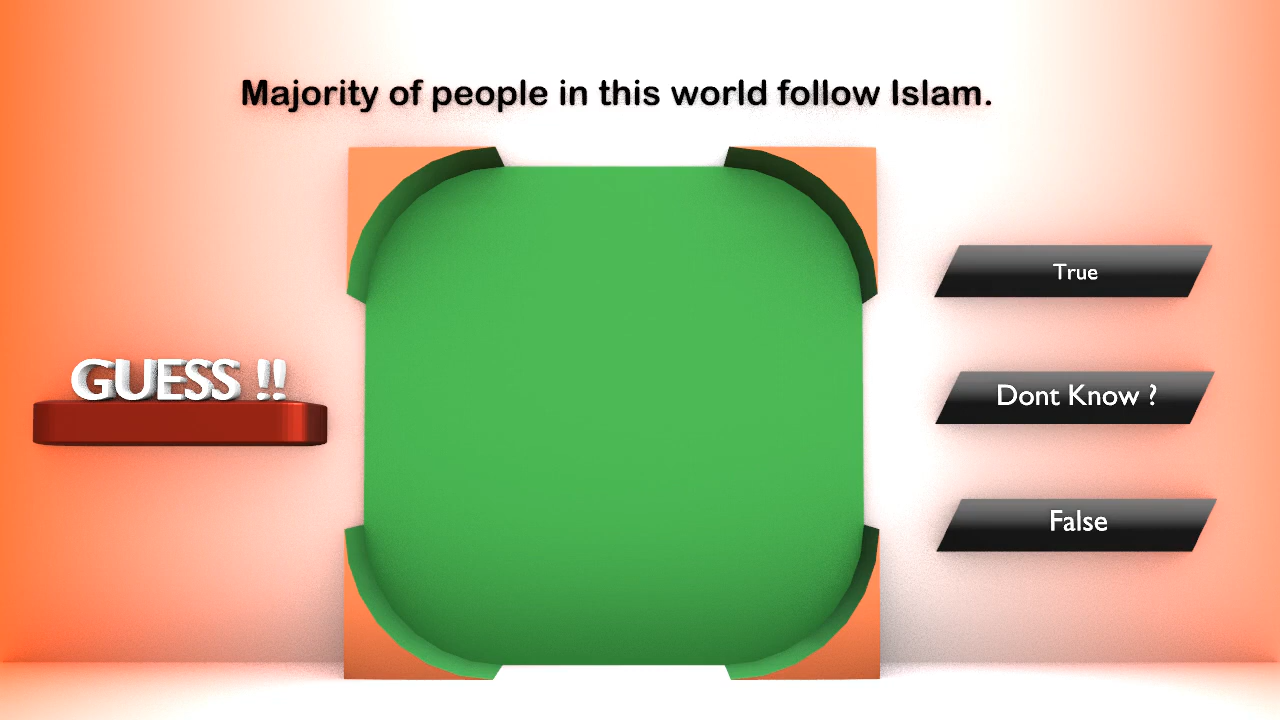 Majority of people in this world follow Islam.
GUESS !!
True
Dont Know ?
False